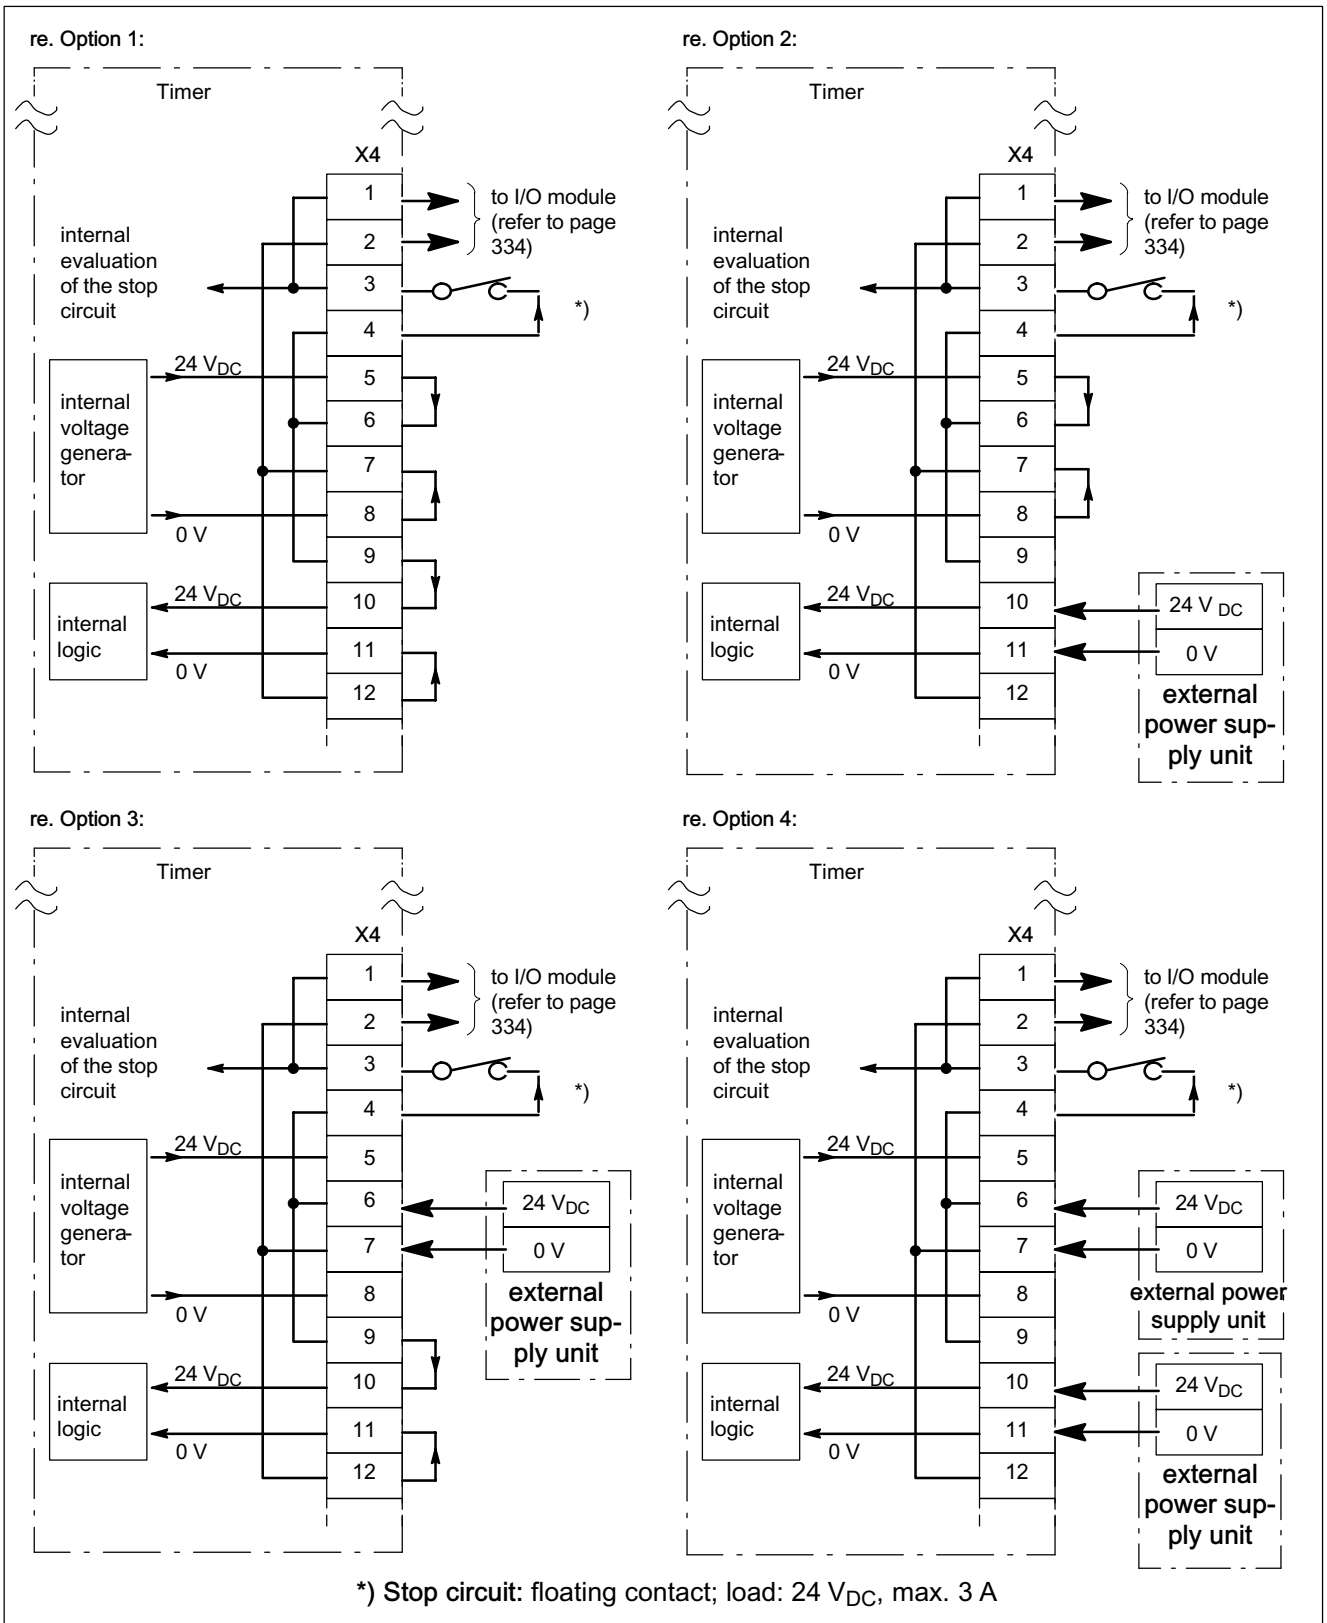 re. Option 1:
Timer
X4
1
to I/O module
(refer to page
334)
2
internal
evaluation
of the stop
circuit
3
*)
4
24 VDC
5
internal
voltage
genera-
tor
6
7
8
0 V
9
24 VDC
10
internal
logic
11
0 V
12
re. Option 2:
Timer
X4
1
to I/O module
(refer to page
334)
2
internal
evaluation
of the stop
circuit
3
*)
4
24 VDC
5
internal
voltage
genera-
tor
6
7
8
0 V
9
24 VDC
10
24 V DC
internal
logic
11
0 V
0 V
12
external
power sup-
ply unit
re. Option 3:
Timer
X4
1
to I/O module
(refer to page
334)
2
internal
evaluation
of the stop
circuit
3
*)
4
24 VDC
5
internal
voltage
genera-
tor
6
24 VDC
7
0 V
8
0 V
external
power sup-
ply unit
9
24 VDC
10
internal
logic
11
0 V
12
re. Option 4:
Timer
X4
1
to I/O module
(refer to page
334)
2
internal
evaluation
of the stop
circuit
3
*)
4
24 VDC
5
internal
voltage
genera-
tor
6
24 VDC
7
0 V
8
0 V
external power
supply unit
9
24 VDC
10
24 VDC
internal
logic
11
0 V
0 V
12
external
power sup-
ply unit
*) Stop circuit: floating contact; load: 24 VDC, max. 3 A